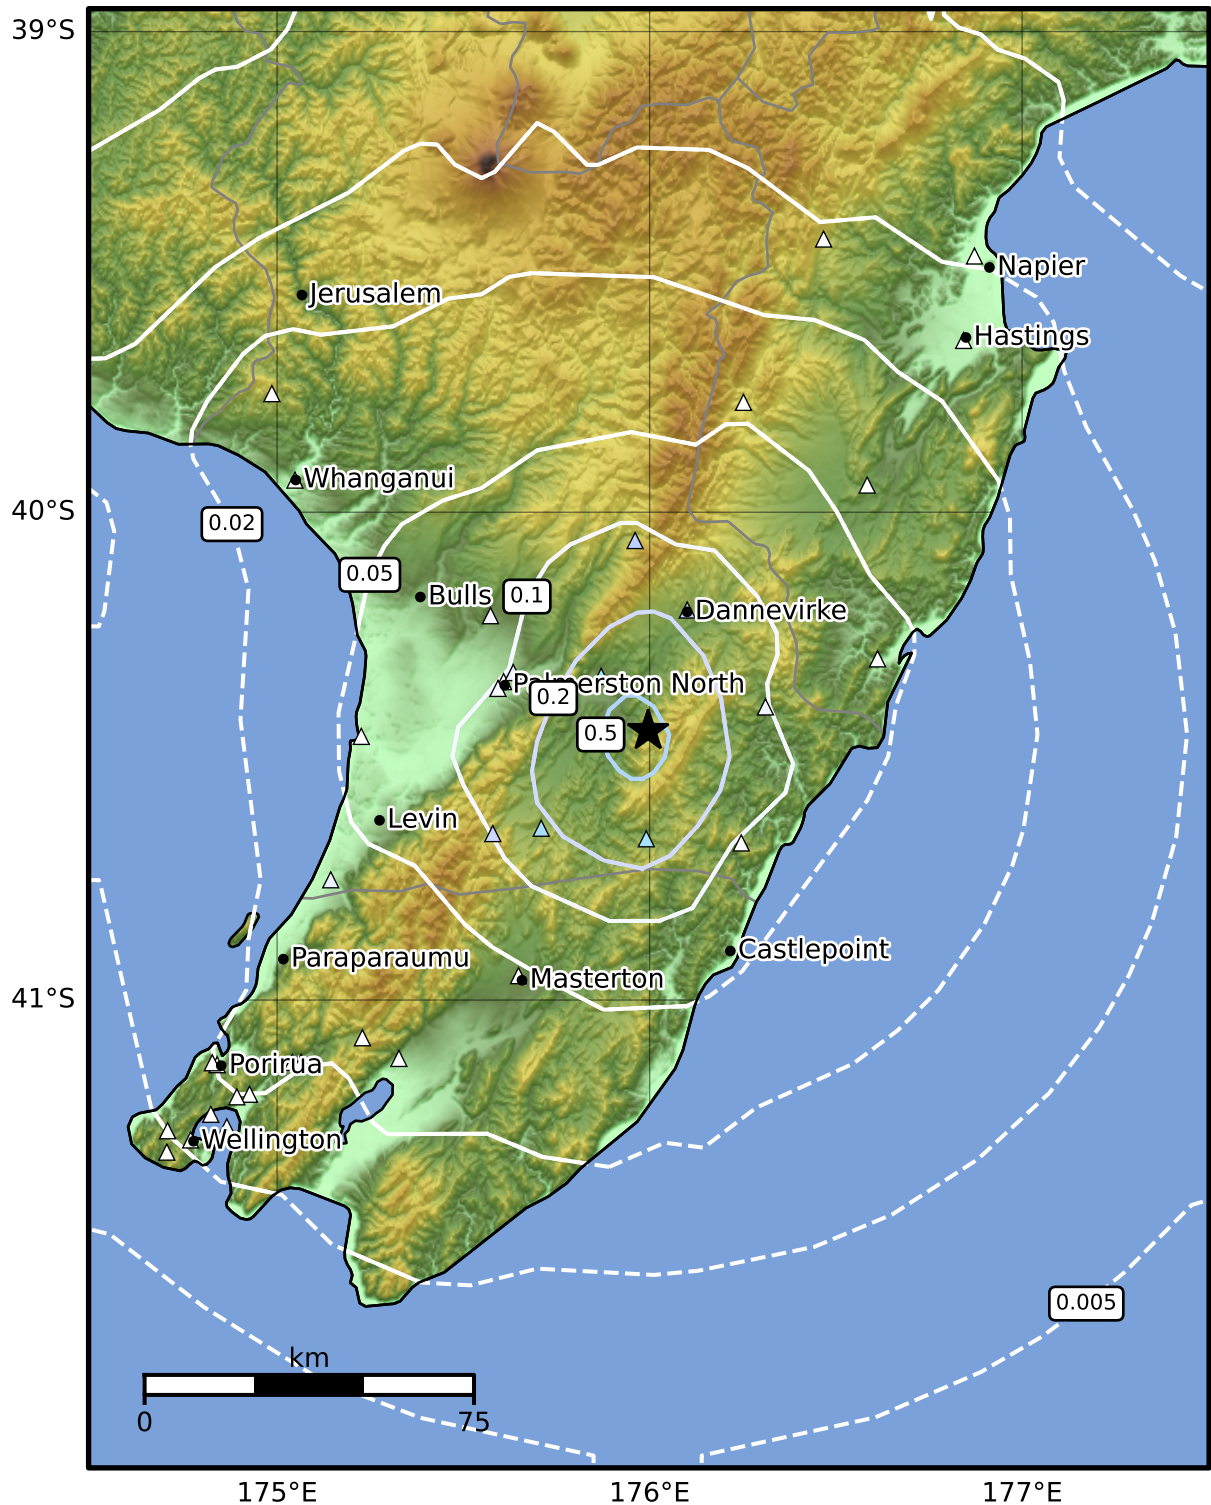 39°S
Napier
Jerusalem
Hastings
Whanganui
40°S
0.02
0.05
Bulls
0.1
Dannevirke
Palmerston North
0.2
0.5
Levin
Castlepoint
Paraparaumu
Masterton
41°S
Porirua
Wellington
0.005
km
0
75
175°E
176°E
177°E